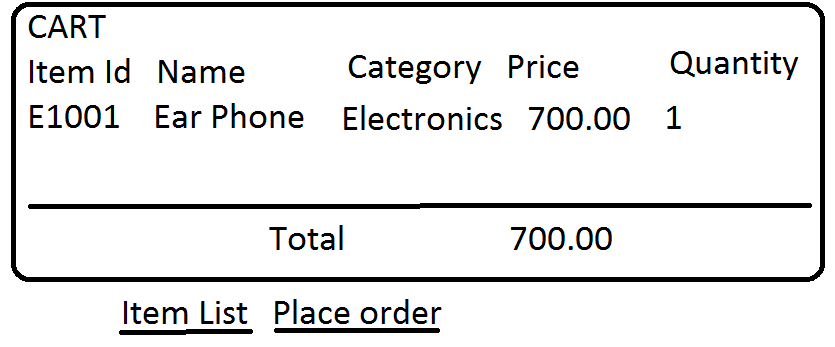 CART
Item Id Name Category Price Quantity
E1001 Ear Phone Electronics 700.00 1
Total 700.00
Item List Place order